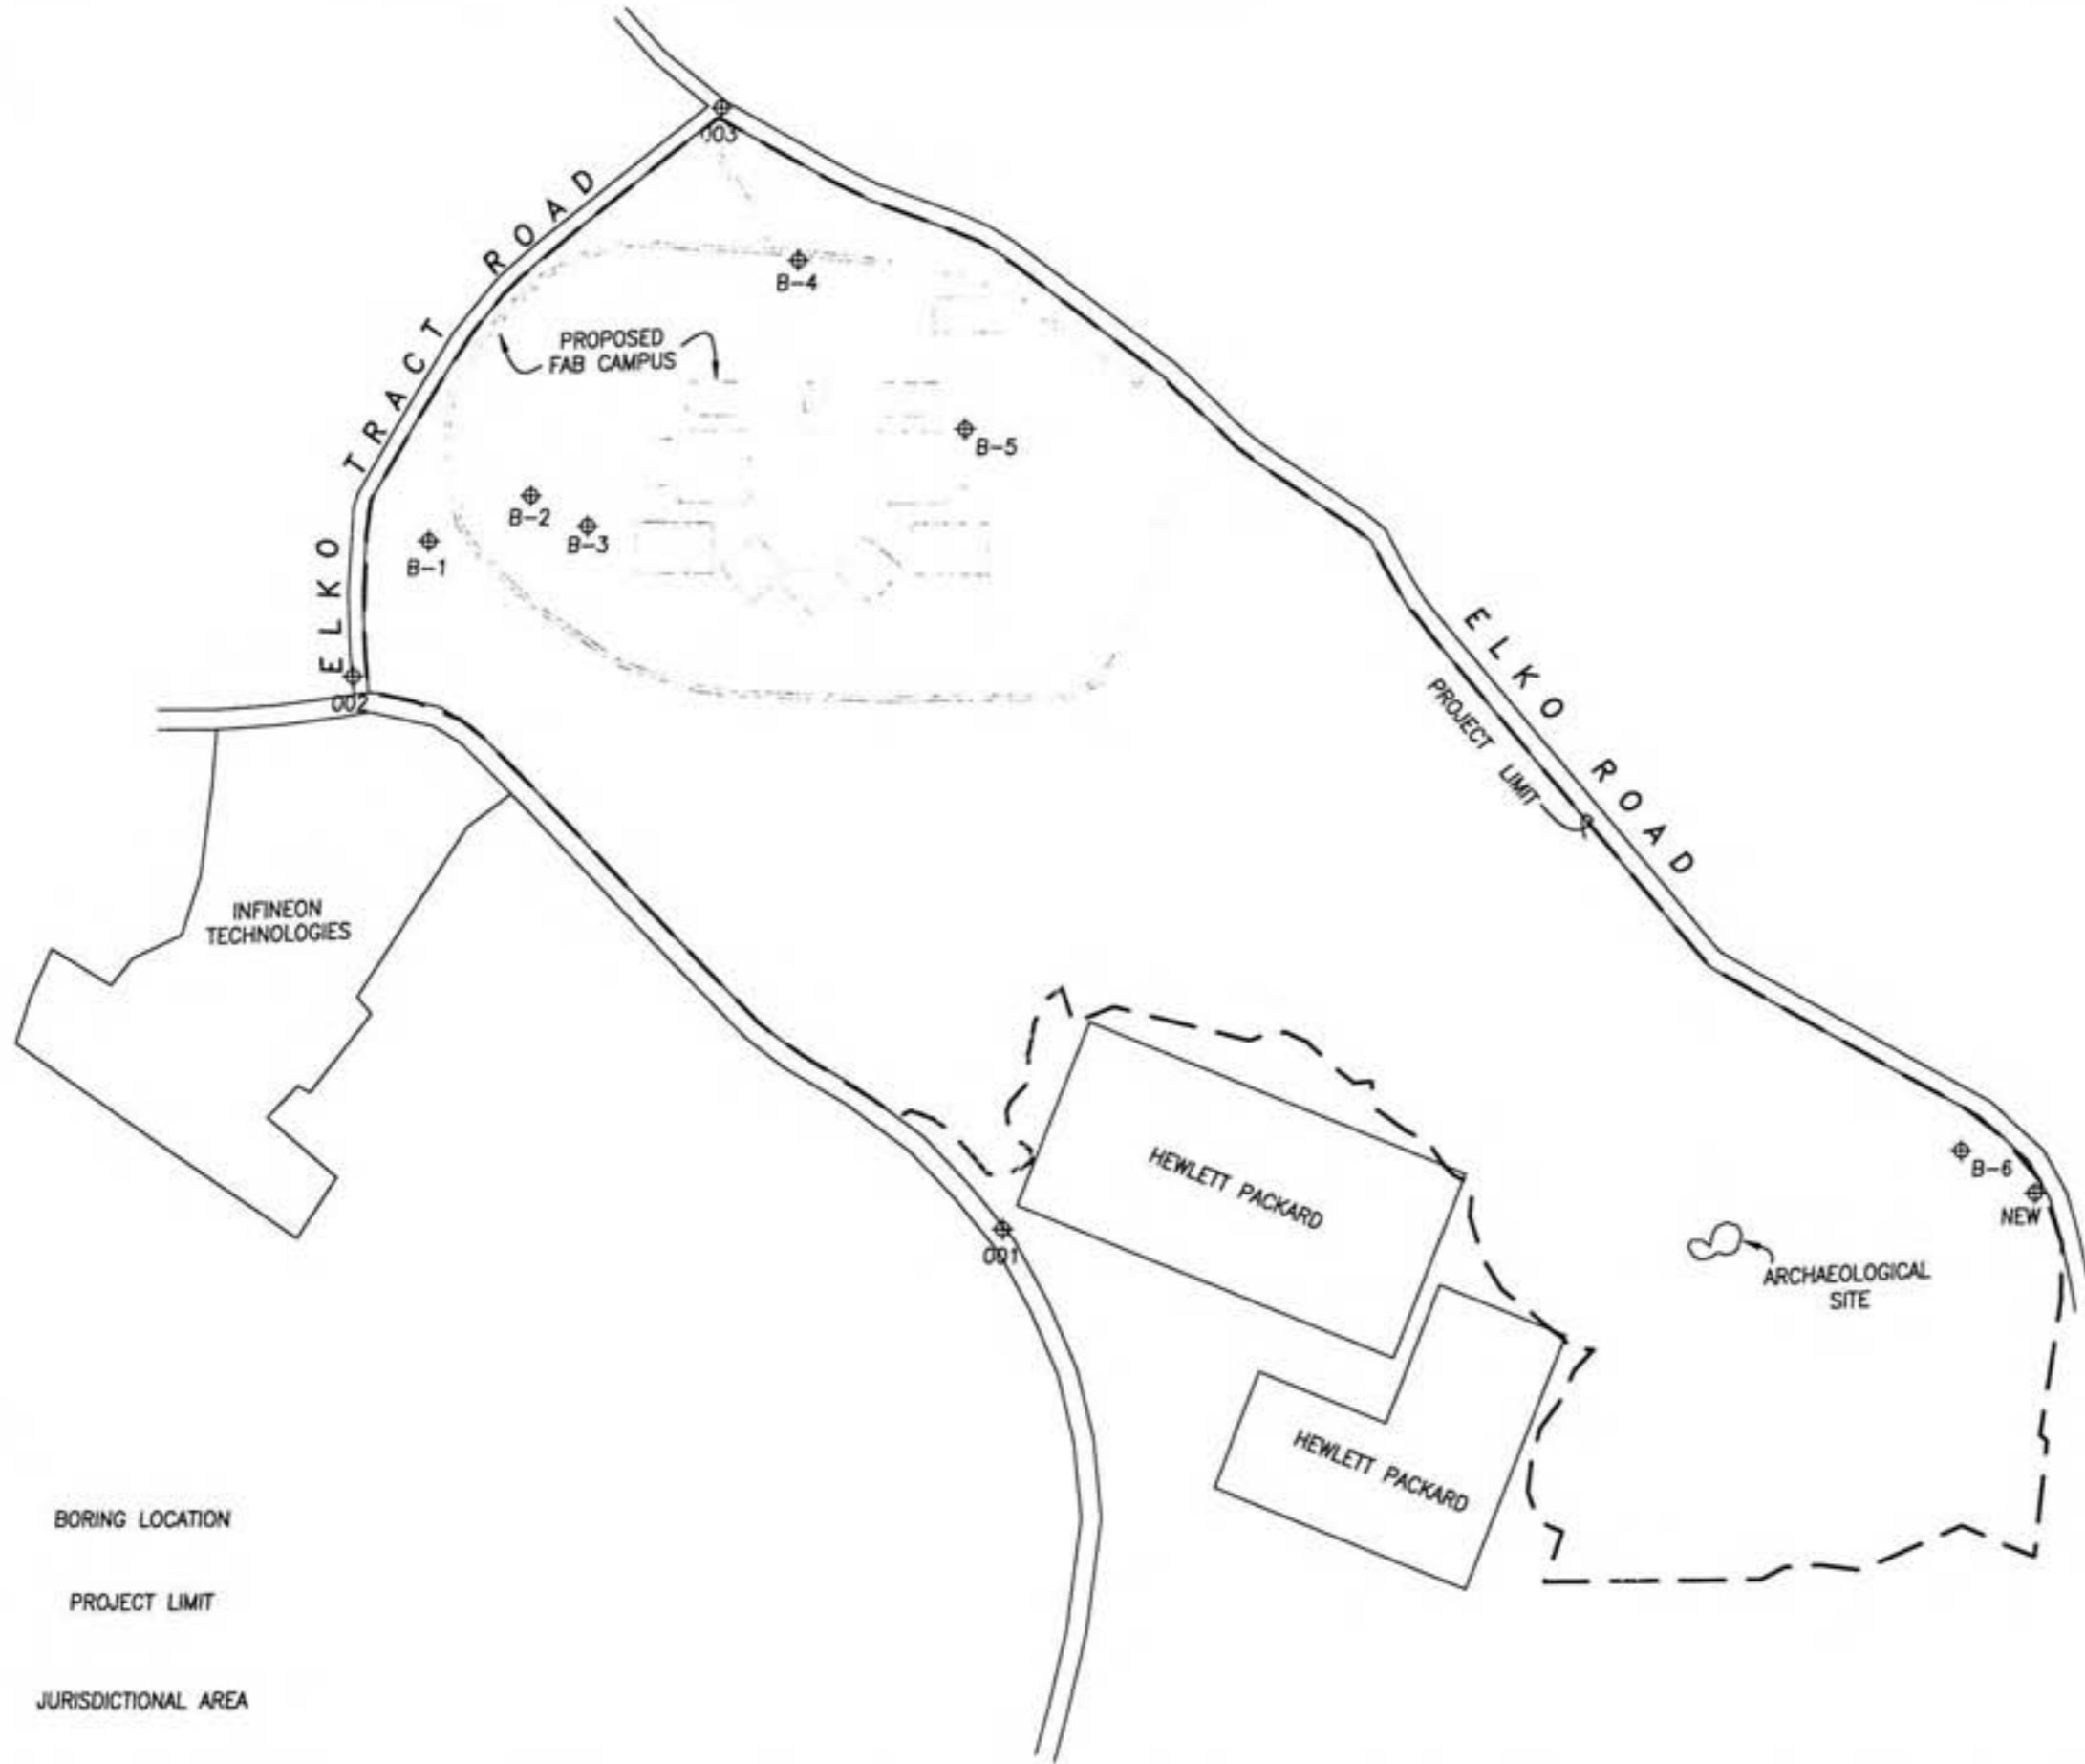 003
ELKO TRACT ROAD
B-4
PROPOSED
FAB CAMPUS
B-5
B-2
B-3
B-1
002
ELKO ROAD
PROJECT LIMIT
INFINEON
TECHNOLOGIES
HEWLETT PACKARD
B-6
NEW
001
ARCHAEOLOGICAL
SITE
HEWLETT PACKARD
BORING LOCATION
PROJECT LIMIT
JURISDICTIONAL AREA